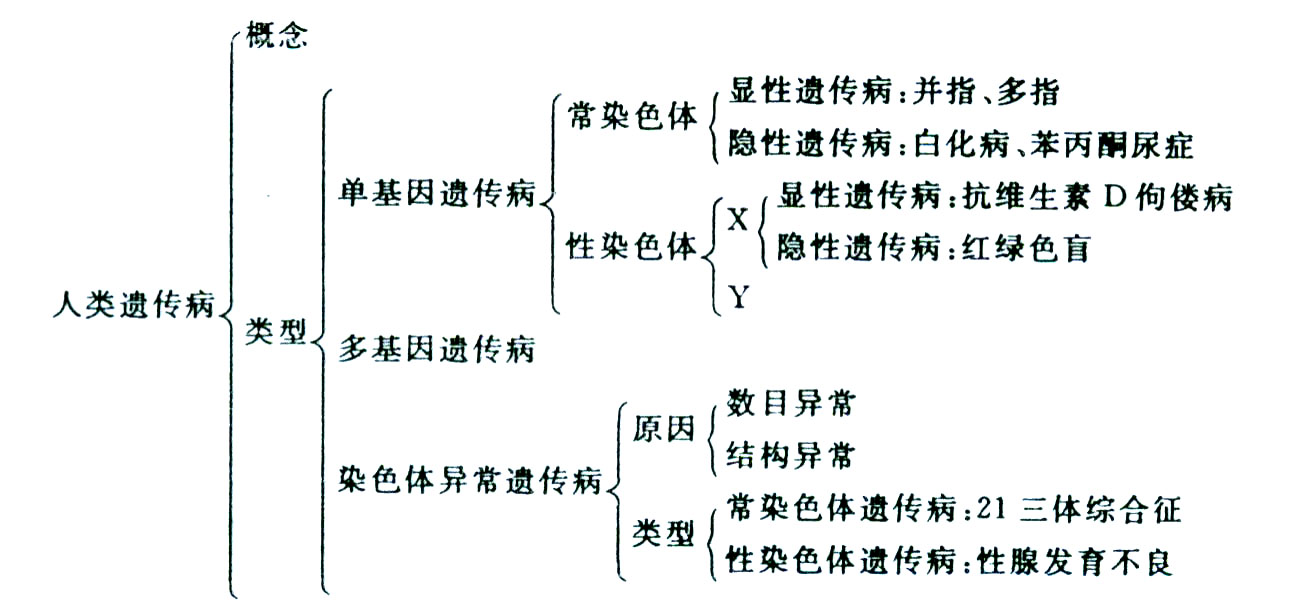 概念
显性遗传病:并指、多指
常染色体
隐性遗传病:白化病、苯丙酮尿症
单基因遗传病
显性遗传病:抗维生素 D 佝偻病
X
性染色体
隐性遗传病:红绿色盲
Y
人类遗传病
类型
多基因遗传病
数目异常
原因
结构异常
染色体异常遗传病
常染色体遗传病:21 三体综合征
类型
性染色体遗传病:性腺发育不良